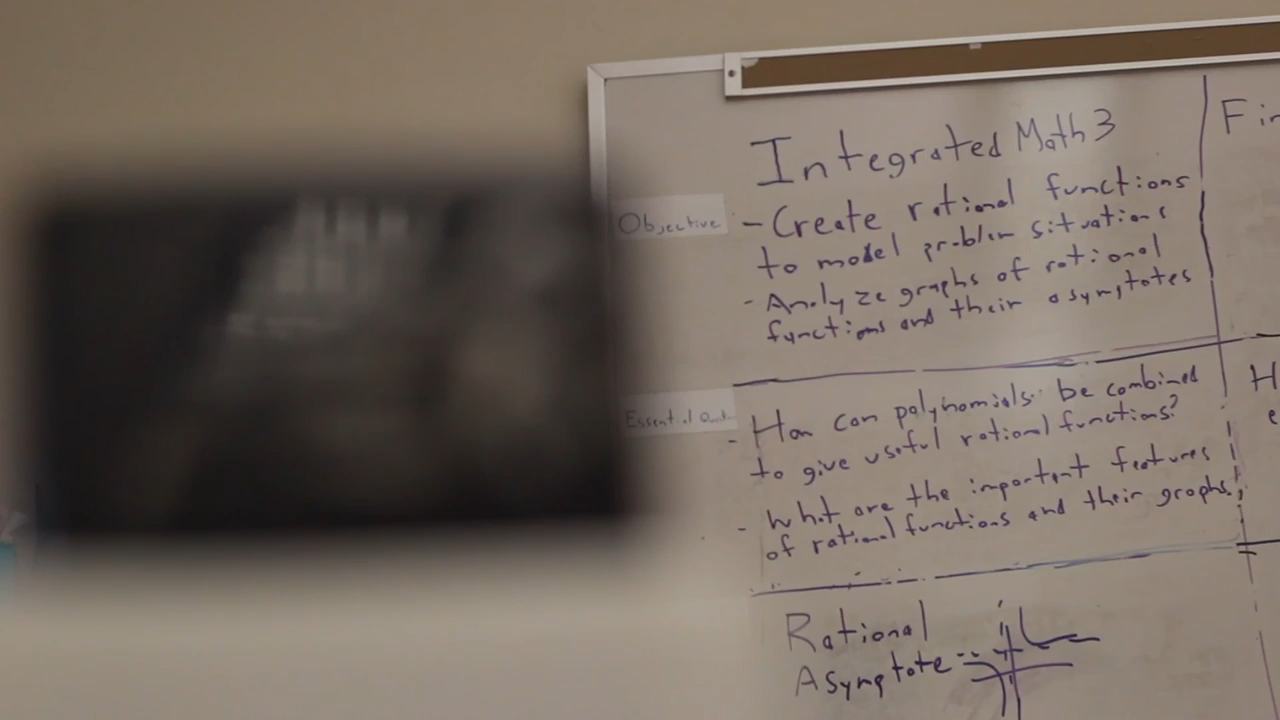 Integrated Math 3
Fi
Objective
- Create rational functions
to model problem situations
- Analyze graphs of rational
functions and their asymptotes
Essential
- How can polynomials be combined
to give useful rational functions?
- What are the important features
of rational functions and their graphs
H
e
Rational
Asymptote